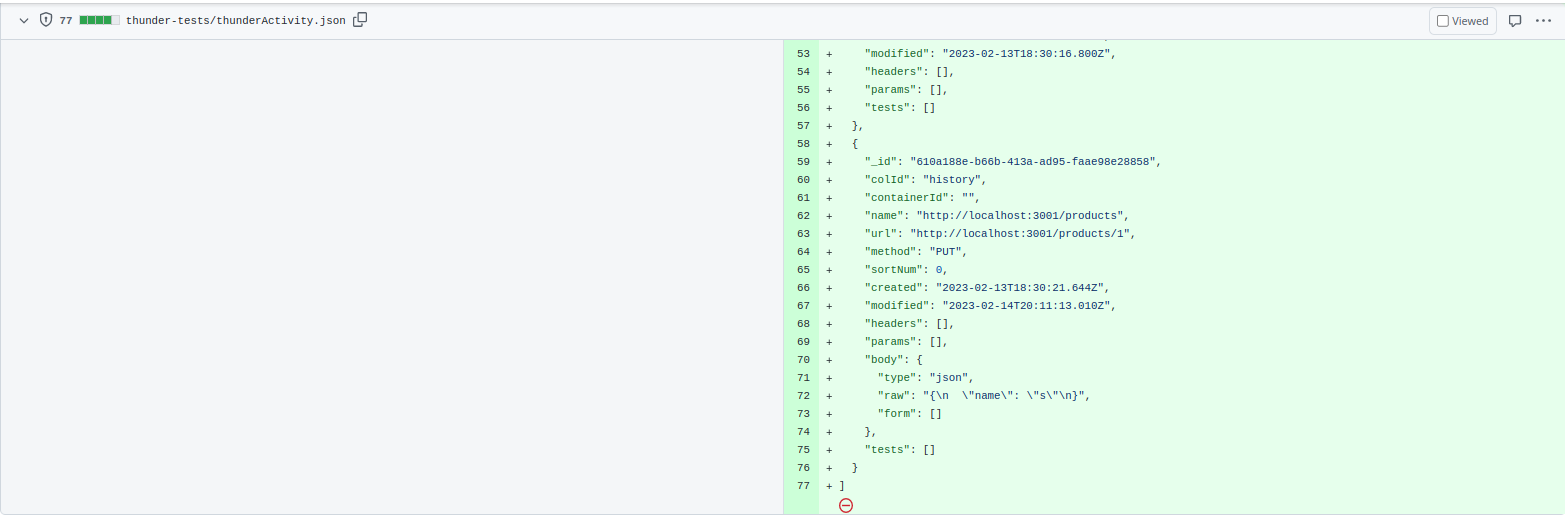 77 thunder-tests/thunderActivity.json Viewed
53 + "modified": "2023-02-13T18:30:16.800Z",
54 + "headers": [],
55 + "params": [],
56 + "tests": []
57 + },
58 + {
59 + "_id": "610a188e-b66b-413a-ad95-faae98e28858",
60 + "colId": "history",
61 + "containerId": "",
62 + "name": "http://localhost:3001/products",
63 + "url": "http://localhost:3001/products/1",
64 + "method": "PUT",
65 + "sortNum": 0,
66 + "created": "2023-02-13T18:30:21.644Z",
67 + "modified": "2023-02-14T20:11:13.010Z",
68 + "headers": [],
69 + "params": [],
70 + "body": {
71 + "type": "json",
72 + "raw": "{\n  \"name\": \"s\"\n}",
73 + "form": []
74 + },
75 + "tests": []
76 + }
77 + ]